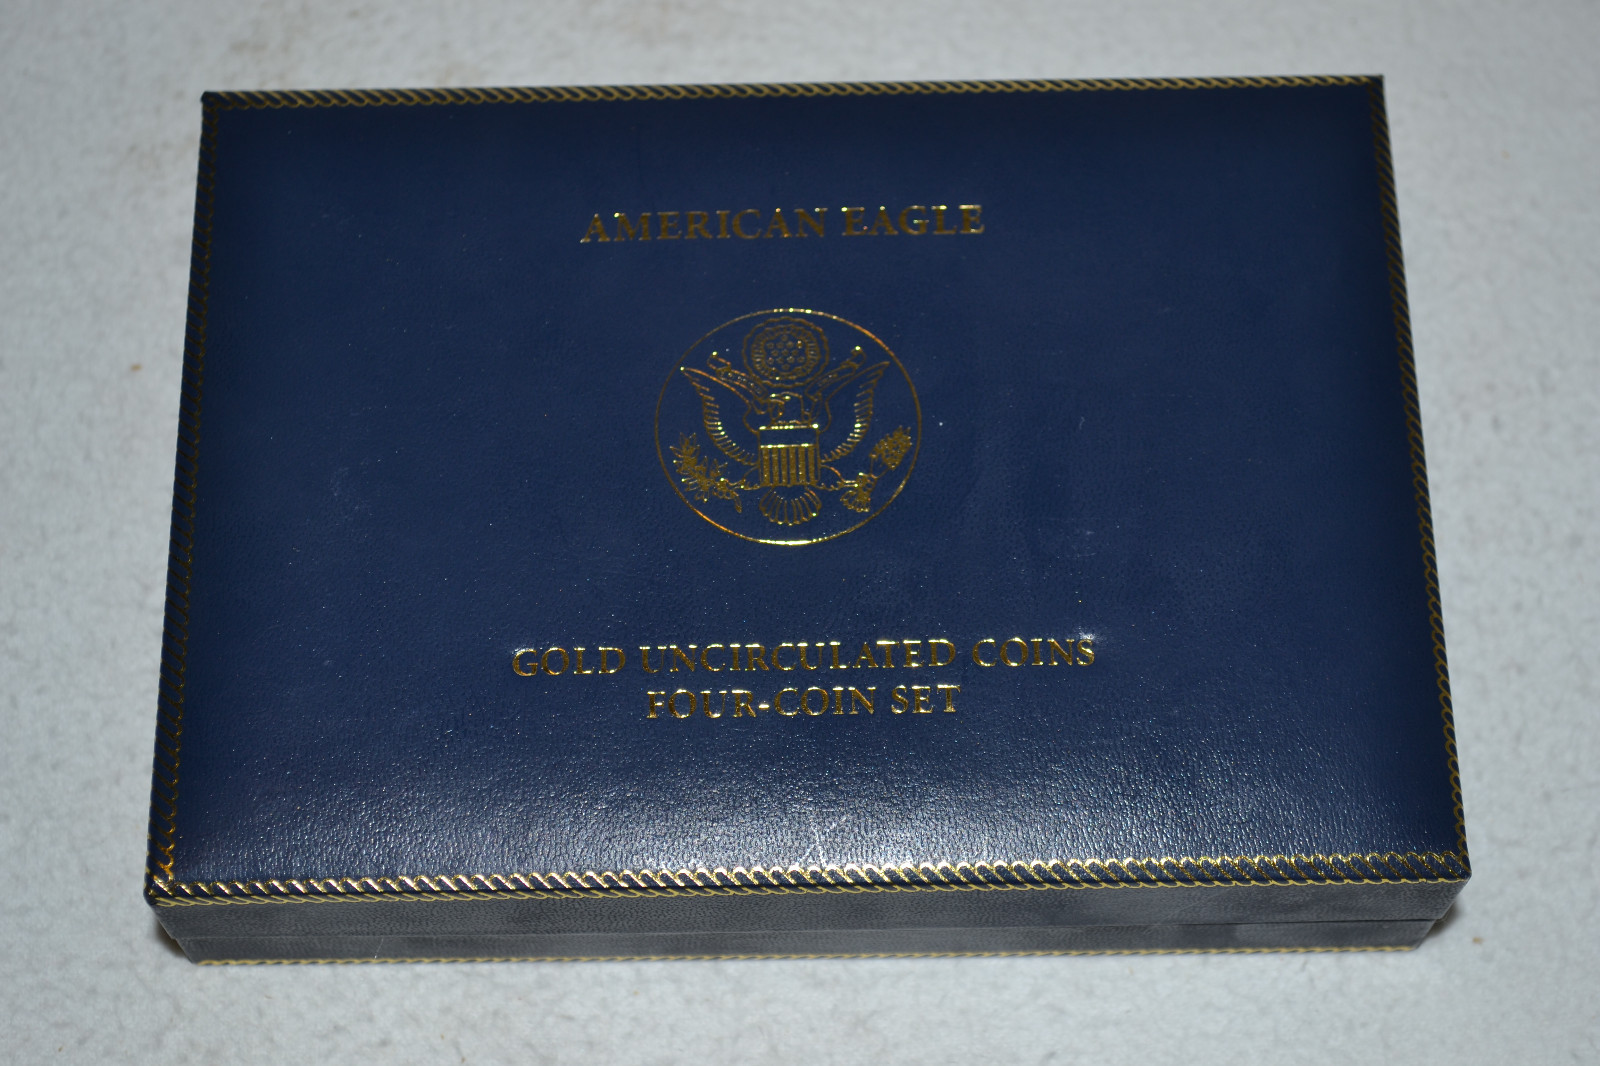 AMERICAN EAGLE
GOLD UNCIRCULATED COINS
FOUR-COIN SET